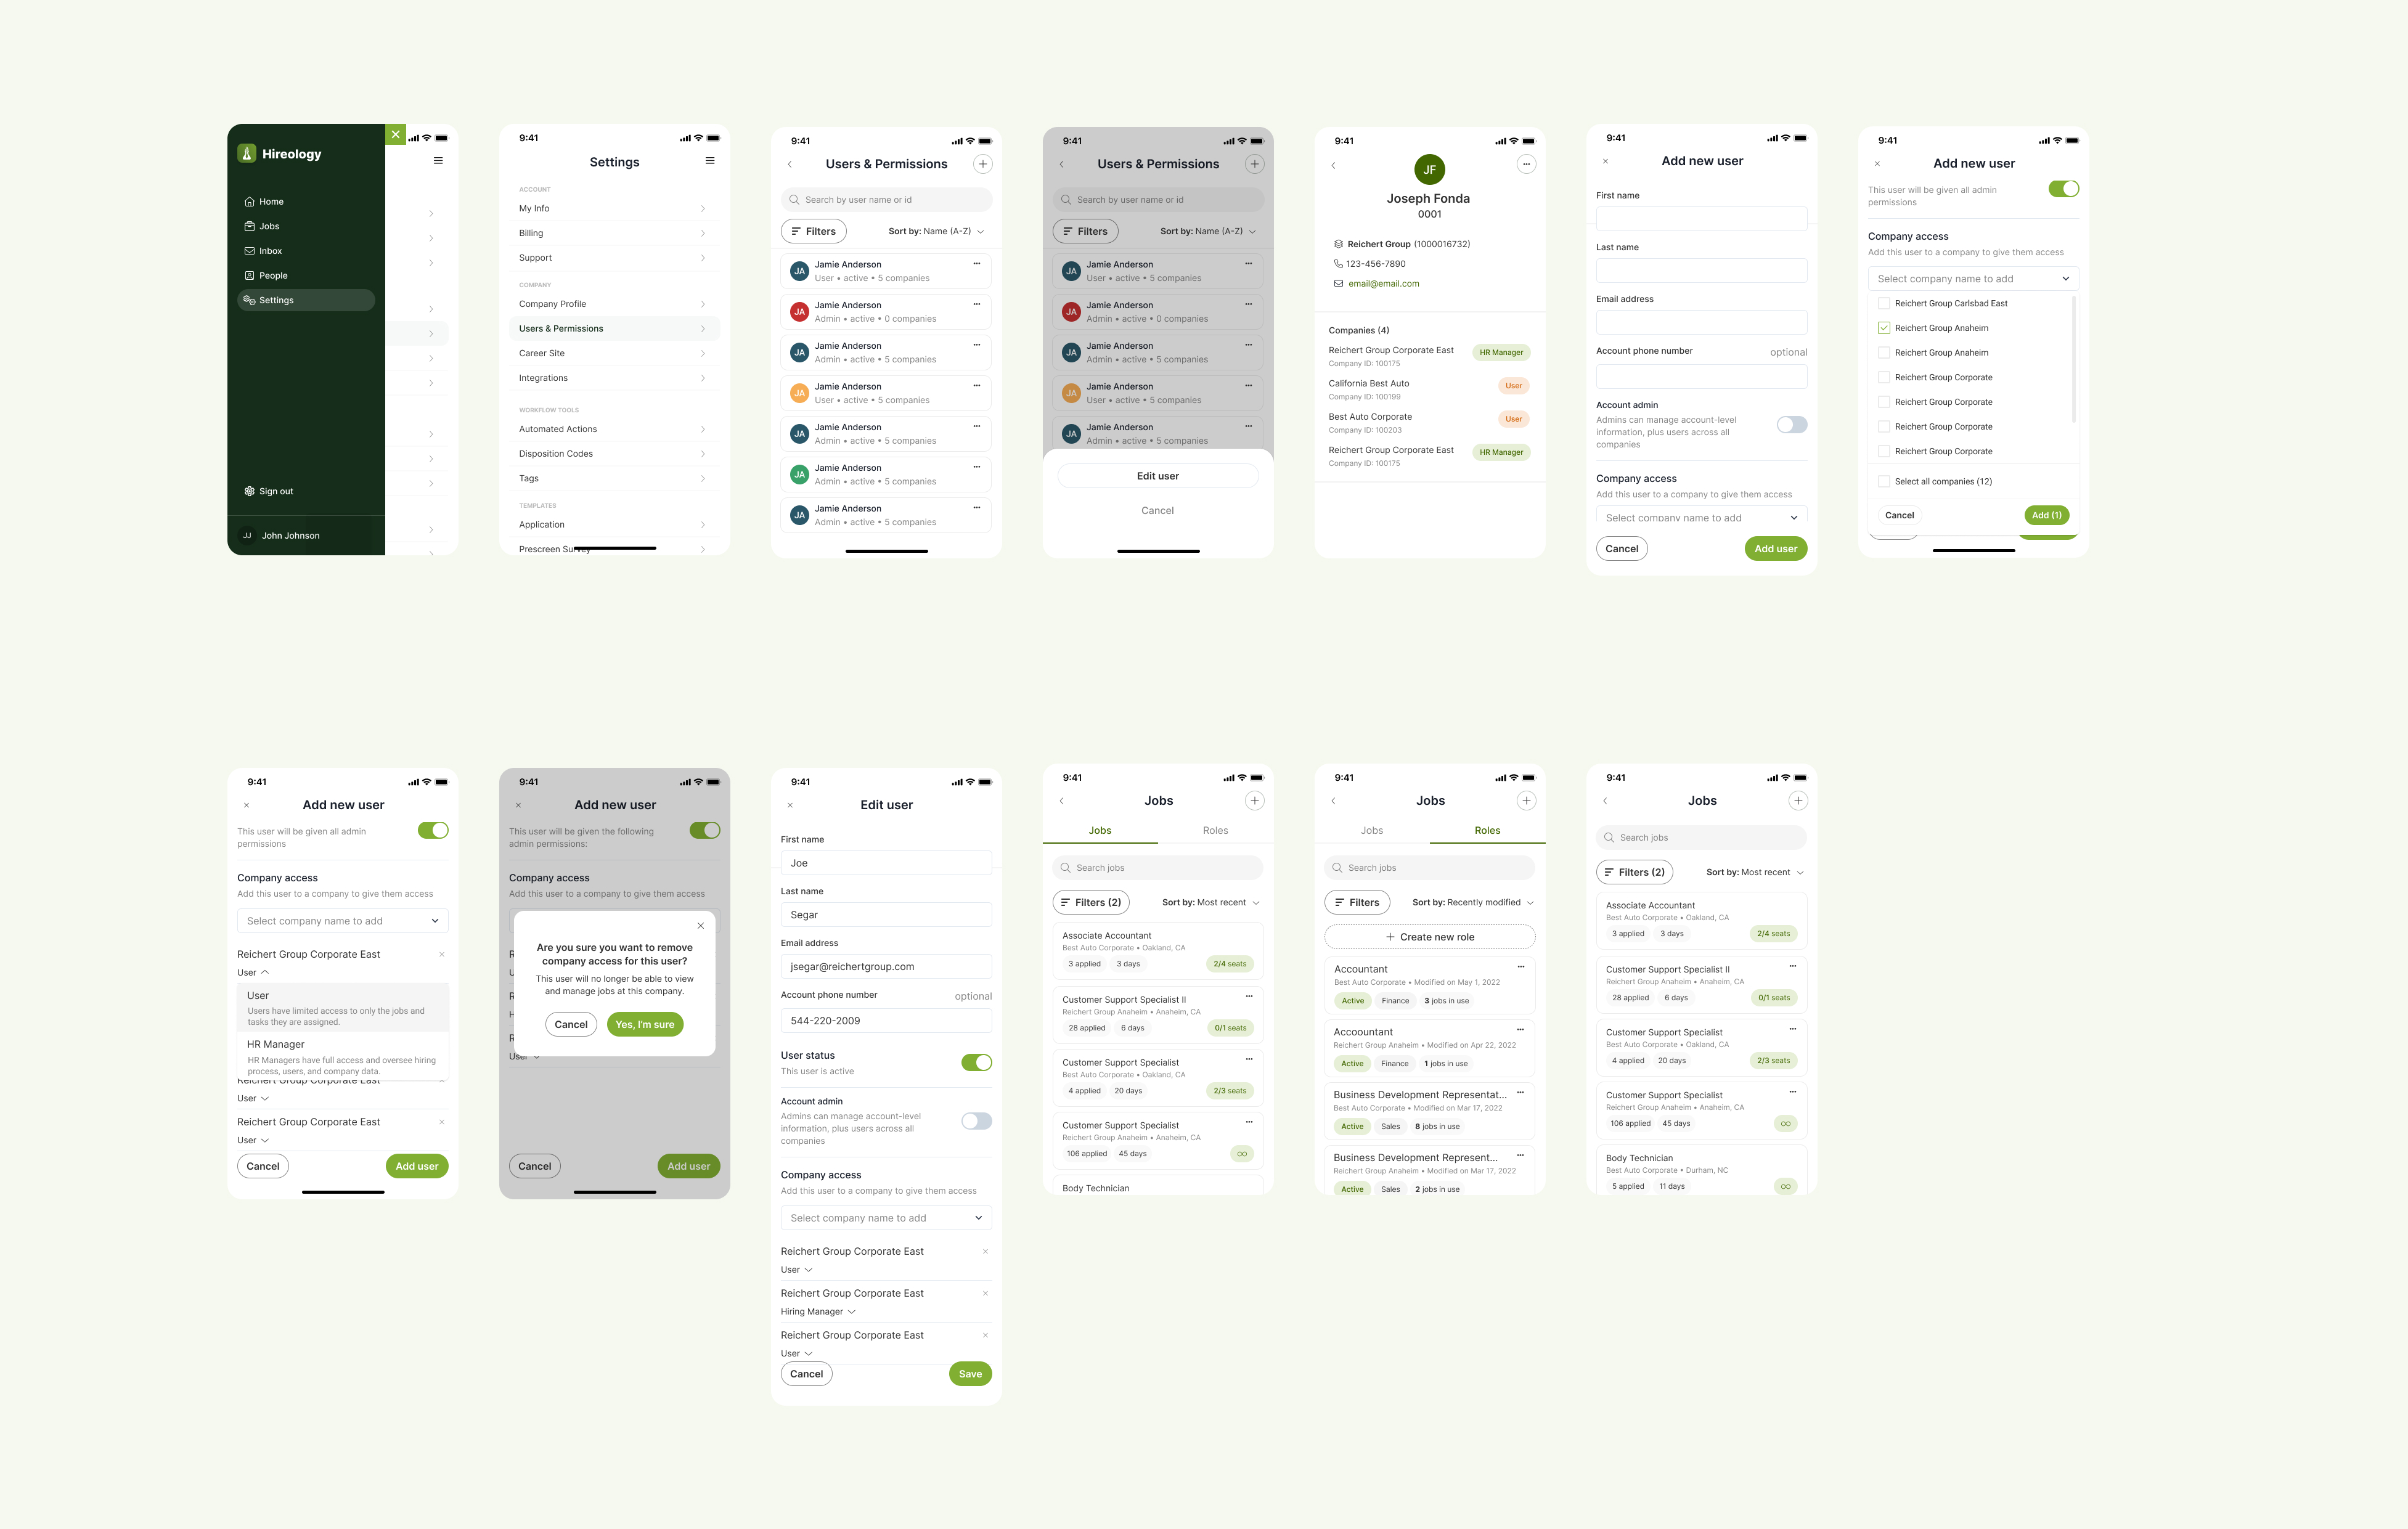 Hireology
Home
Jobs
Inbox
People
Settings
Sign out
JJ John Johnson
9:41
Settings
ACCOUNT
My Info
Billing
Support
COMPANY
Company Profile
Users & Permissions
Career Site
Integrations
WORKFLOW TOOLS
Automated Actions
Disposition Codes
Tags
TEMPLATES
Application
Prescreen Survey
9:41
Users & Permissions
Search by user name or id
Filters
Sort by: Name (A-Z)
JA
Jamie Anderson
User • active • 5 companies
JA
Jamie Anderson
Admin • active • 0 companies
JA
Jamie Anderson
Admin • active • 5 companies
JA
Jamie Anderson
User • active • 5 companies
JA
Jamie Anderson
Admin • active • 5 companies
JA
Jamie Anderson
Admin • active • 5 companies
JA
Jamie Anderson
Admin • active • 5 companies
9:41
Users & Permissions
Search by user name or id
Filters
Sort by: Name (A-Z)
JA
Jamie Anderson
User • active • 5 companies
JA
Jamie Anderson
Admin • active • 0 companies
JA
Jamie Anderson
Admin • active • 5 companies
JA
Jamie Anderson
User • active • 5 companies
JA
Jamie Anderson
Admin • active • 5 companies
Edit user
Cancel
9:41
JF
Joseph Fonda
0001
Reichert Group (1000016732)
123-456-7890
email@email.com
Companies (4)
Reichert Group Corporate East
Company ID: 100175
HR Manager
California Best Auto
Company ID: 100199
User
Best Auto Corporate
Company ID: 100203
User
Reichert Group Corporate East
Company ID: 100175
HR Manager
9:41
Add new user
First name
Last name
Email address
Account phone number optional
Account admin
Admins can manage account-level
information, plus users across all
companies
Company access
Add this user to a company to give them access
Select company name to add
Cancel
Add user
9:41
Add new user
This user will be given all admin
permissions
Company access
Add this user to a company to give them access
Select company name to add
Reichert Group Carlsbad East
Reichert Group Anaheim
Reichert Group Anaheim
Reichert Group Corporate
Reichert Group Corporate
Reichert Group Corporate
Reichert Group Corporate
Select all companies (12)
Cancel
Add (1)
9:41
Add new user
This user will be given all admin
permissions
Company access
Add this user to a company to give them access
Select company name to add
Reichert Group Corporate East
User
User
Users have limited access to only the jobs and
tasks they are assigned.
HR Manager
HR Managers have full access and oversee hiring
process, users, and company data.
Reichert Group Corporate East
User
Reichert Group Corporate East
User
Cancel
Add user
9:41
Add new user
This user will be given the following
admin permissions:
Company access
Add this user to a company to give them access
Are you sure you want to remove
company access for this user?
This user will no longer be able to view
and manage jobs at this company.
Cancel
Yes, I'm sure
User
Cancel
Add user
9:41
Edit user
First name
Joe
Last name
Segar
Email address
jsegar@reichertgroup.com
Account phone number optional
544-220-2009
User status
This user is active
Account admin
Admins can manage account-level
information, plus users across all
companies
Company access
Add this user to a company to give them access
Select company name to add
Reichert Group Corporate East
User
Reichert Group Corporate East
Hiring Manager
Reichert Group Corporate East
User
Cancel
Save
9:41
Jobs
Jobs
Roles
Search jobs
Filters (2)
Sort by: Most recent
Associate Accountant
Best Auto Corporate • Oakland, CA
3 applied 3 days 2/4 seats
Customer Support Specialist II
Reichert Group Anaheim • Anaheim, CA
28 applied 6 days 0/1 seats
Customer Support Specialist
Best Auto Corporate • Oakland, CA
4 applied 20 days 2/3 seats
Customer Support Specialist
Reichert Group Anaheim • Anaheim, CA
106 applied 45 days ∞
Body Technician
9:41
Jobs
Jobs
Roles
Search jobs
Filters
Sort by: Recently modified
Create new role
Accountant
Best Auto Corporate • Modified on May 1, 2022
Active Finance 3 jobs in use
Accoountant
Reichert Group Anaheim • Modified on Apr 22, 2022
Active Finance 1 jobs in use
Business Development Representat...
Best Auto Corporate • Modified on Mar 17, 2022
Active Sales 8 jobs in use
Business Development Represent...
Reichert Group Anaheim • Modified on Mar 17, 2022
Active Sales 2 jobs in use
9:41
Jobs
Search jobs
Filters (2)
Sort by: Most recent
Associate Accountant
Best Auto Corporate • Oakland, CA
3 applied 3 days 2/4 seats
Customer Support Specialist II
Reichert Group Anaheim • Anaheim, CA
28 applied 6 days 0/1 seats
Customer Support Specialist
Best Auto Corporate • Oakland, CA
4 applied 20 days 2/3 seats
Customer Support Specialist
Reichert Group Anaheim • Anaheim, CA
106 applied 45 days ∞
Body Technician
Best Auto Corporate • Durham, NC
5 applied 11 days ∞